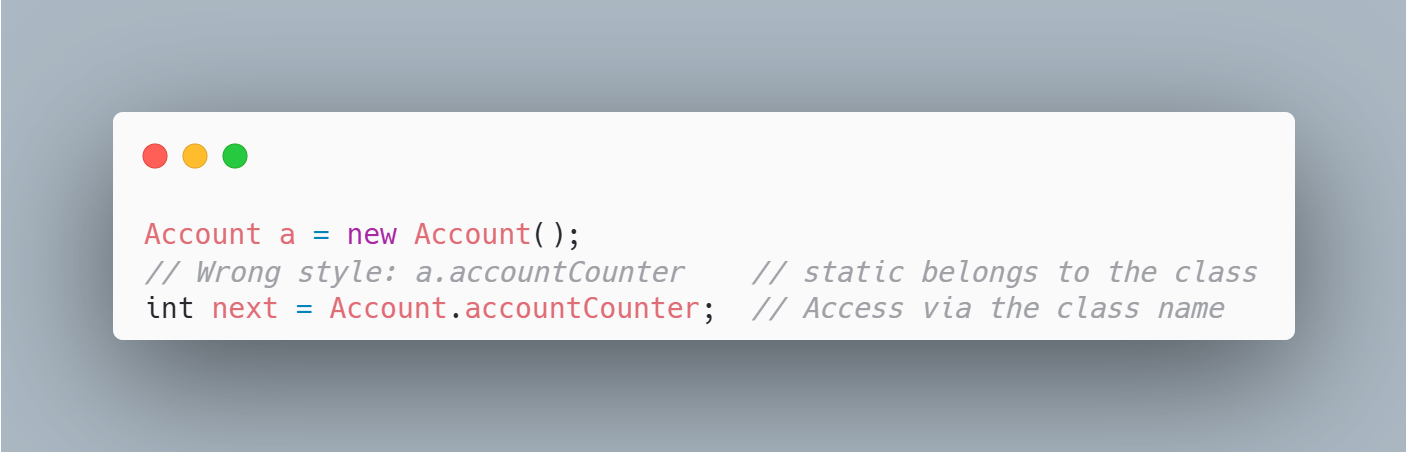 Account a = new Account();
// Wrong style: a.accountCounter    // static belongs to the class
int next = Account.accountCounter;  // Access via the class name